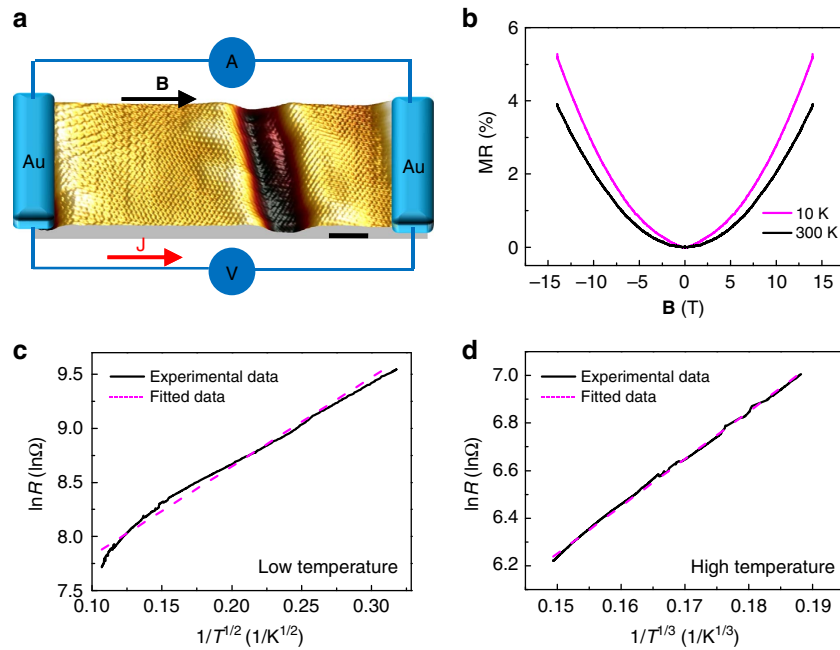 a
A
B
Au
Au
J
V
b
6
4
2
0
MR (%)
10 K
300 K
−15 −10 −5 0 5 10 15
B (T)
c
9.5
9.0
8.5
8.0
7.5
lnR (lnΩ)
Experimental data
Fitted data
Low temperature
0.10 0.15 0.20 0.25 0.30
1/T^{1/2} (1/K^{1/2})
d
7.0
6.8
6.6
6.4
6.2
lnR (lnΩ)
Experimental data
Fitted data
High temperature
0.15 0.16 0.17 0.18 0.19
1/T^{1/3} (1/K^{1/3})